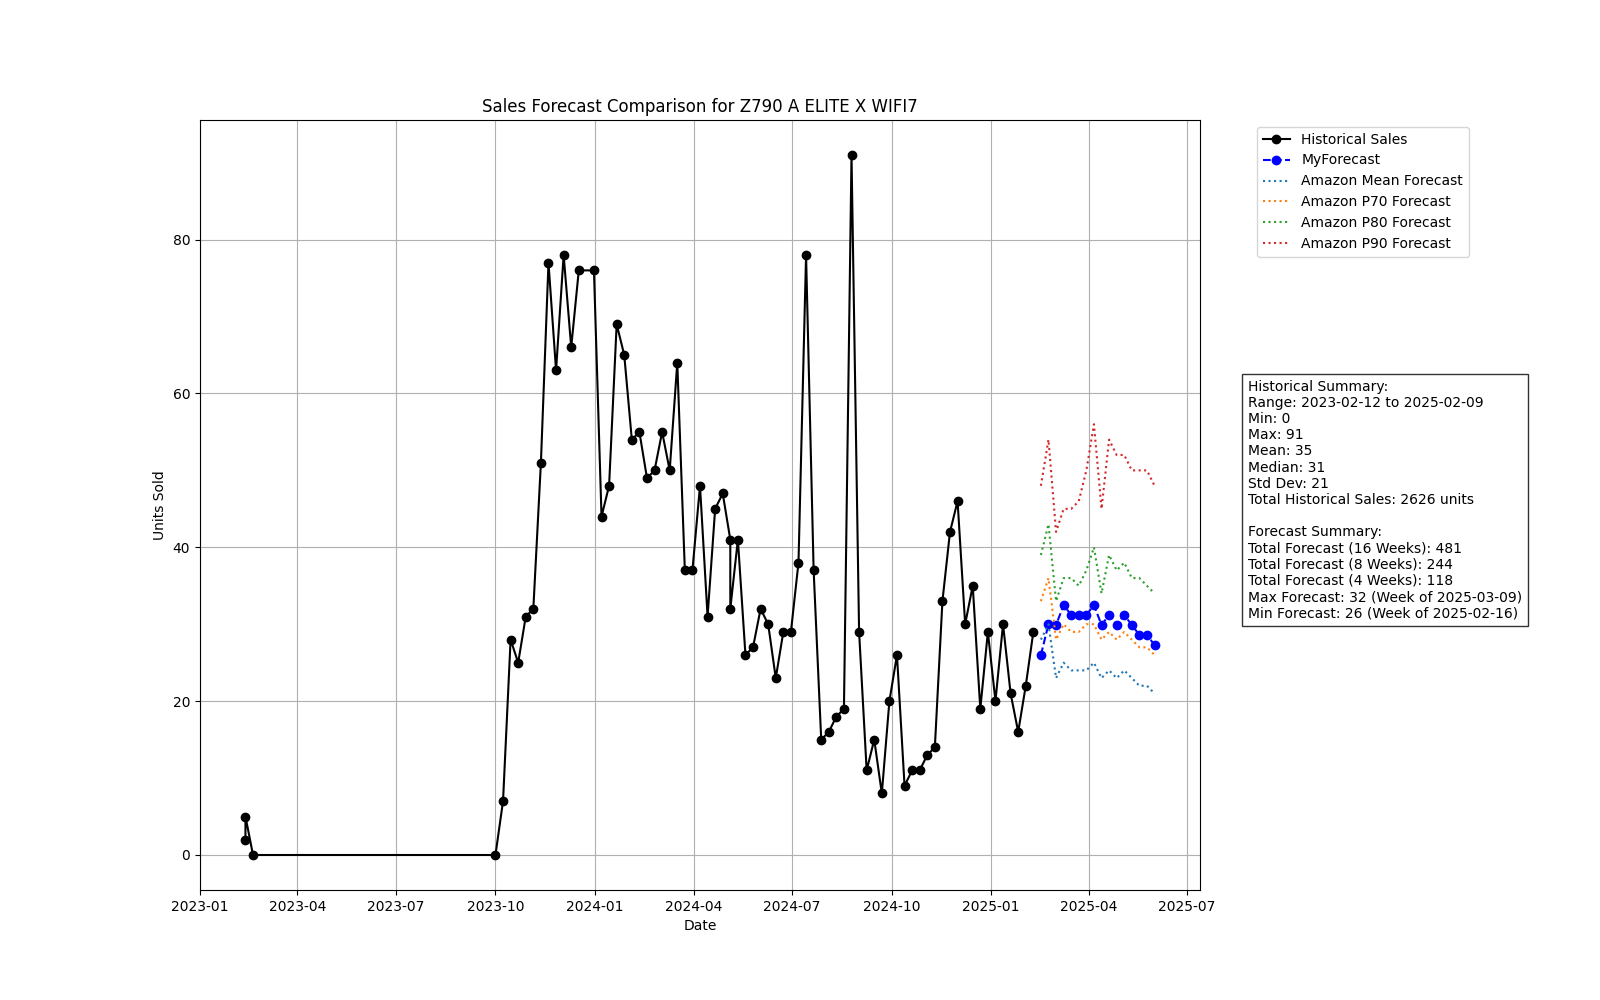 Sales Forecast Comparison for Z790 A ELITE X WIFI7
Units Sold
80
60
40
20
0
2023-01 2023-04 2023-07 2023-10 2024-01 2024-04 2024-07 2024-10 2025-01 2025-04 2025-07
Date
Historical Sales
MyForecast
Amazon Mean Forecast
Amazon P70 Forecast
Amazon P80 Forecast
Amazon P90 Forecast
Historical Summary:
Range: 2023-02-12 to 2025-02-09
Min: 0
Max: 91
Mean: 35
Median: 31
Std Dev: 21
Total Historical Sales: 2626 units
Forecast Summary:
Total Forecast (16 Weeks): 481
Total Forecast (8 Weeks): 244
Total Forecast (4 Weeks): 118
Max Forecast: 32 (Week of 2025-03-09)
Min Forecast: 26 (Week of 2025-02-16)